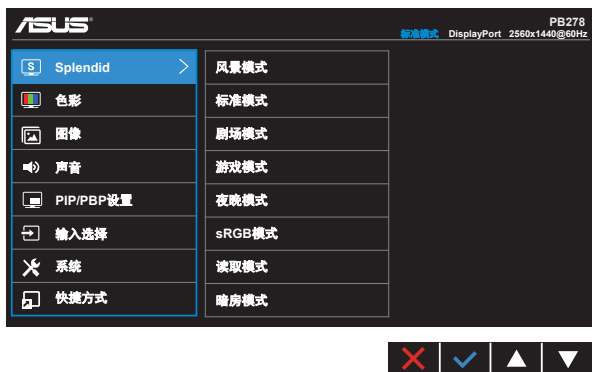 ASUS
PB278
标准模式 DisplayPort 2560x1440@60Hz
S Splendid
风景模式
色彩
标准模式
图像
剧场模式
声音
游戏模式
PIP/PBP设置
夜晚模式
输入选择
sRGB模式
系统
读取模式
快捷方式
暗房模式